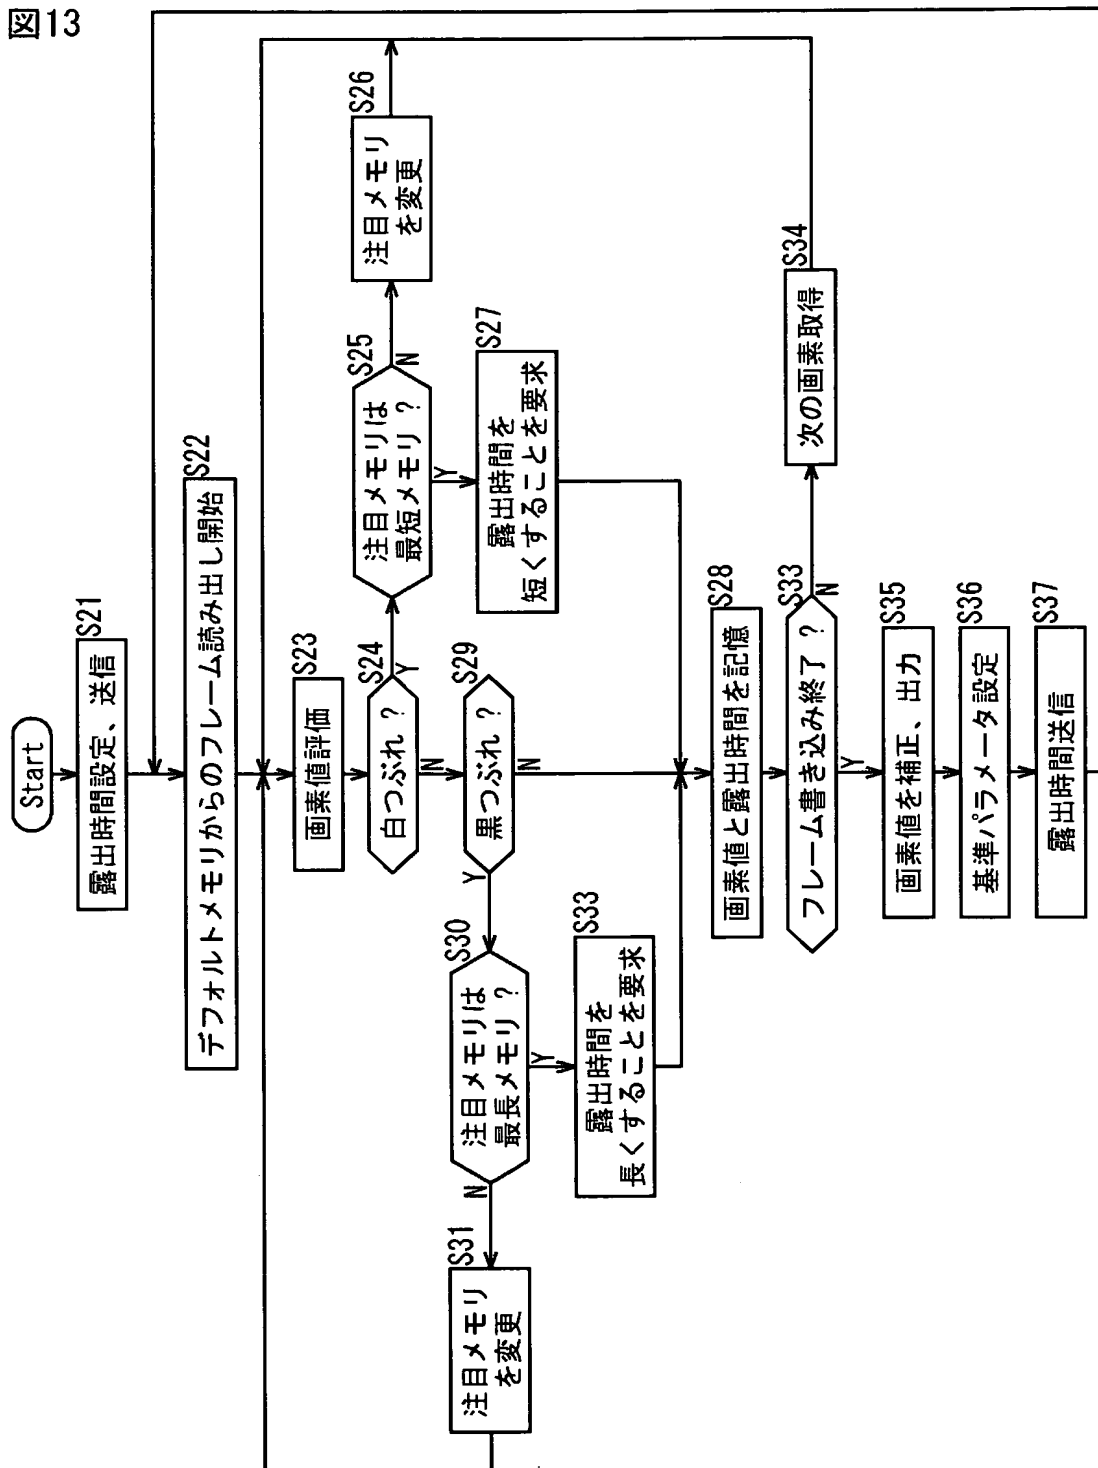 図13
Start
露出時間設定、送信
S21
デフォルトメモリからのフレーム読み出し開始
S22
画素値評価
S23
白つぶれ？
S24
Y
N
注目メモリは
最短メモリ？
S25
N
Y
注目メモリ
を変更
S26
露出時間を
短くすることを要求
S27
黒つぶれ？
S29
Y
N
注目メモリは
最長メモリ？
S30
N
Y
注目メモリ
を変更
S31
露出時間を
長くすることを要求
S33
画素値と露出時間を記憶
S28
フレーム書き込み終了？
S33
N
Y
次の画素取得
S34
画素値を補正、出力
S35
基準パラメータ設定
S36
露出時間送信
S37